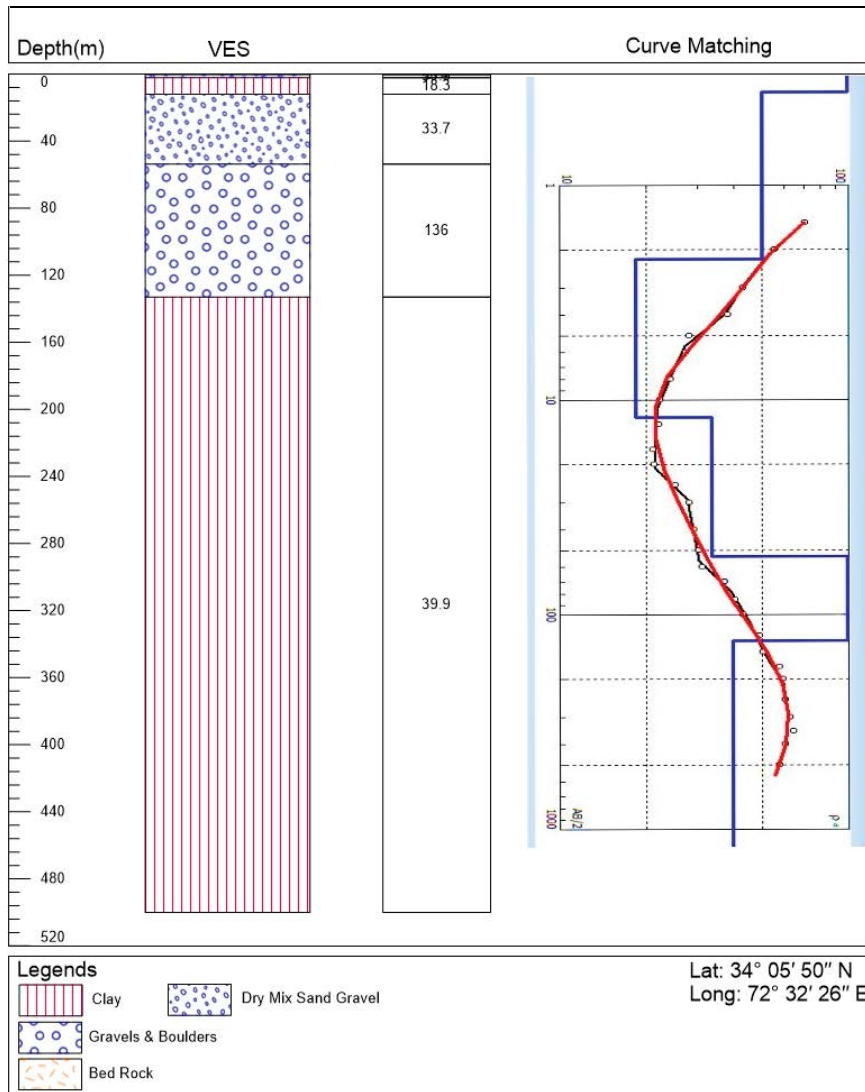 Depth(m) VES Curve Matching
0
18.3
40
33.7
80
136
120
160
200
240
280
320
39.9
360
400
440
480
520
10 100
1
10
100
1000 AB/2 ρa
Legends
Clay Dry Mix Sand Gravel
Gravels & Boulders
Bed Rock
Lat: 34° 05′ 50″ N
Long: 72° 32′ 26″ E